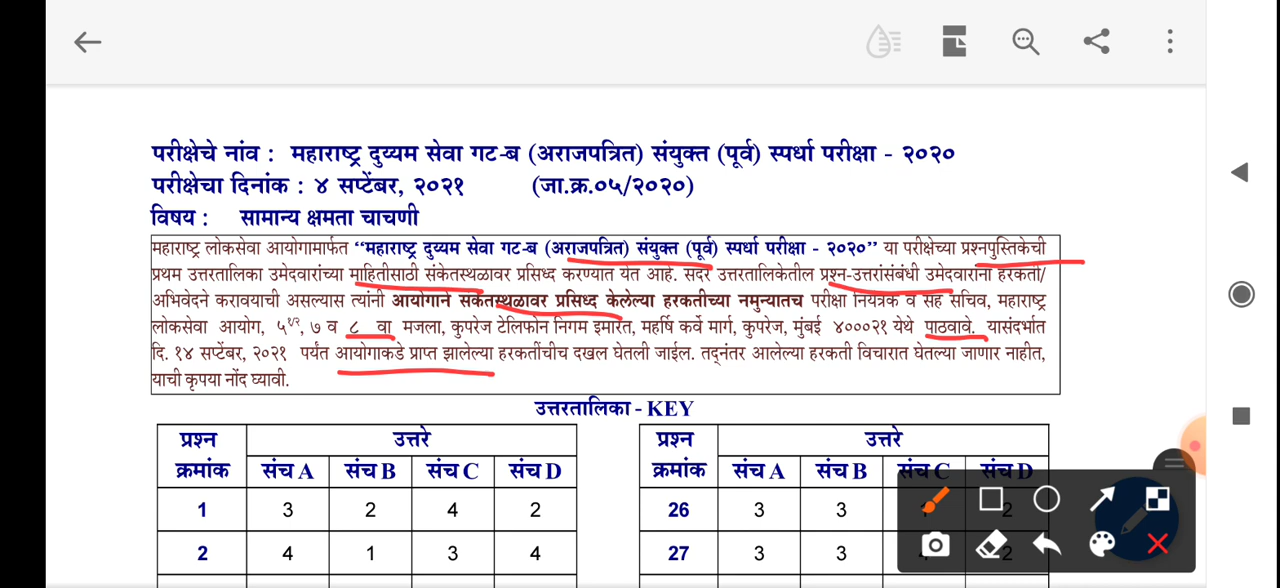 परीक्षेचे नांव : महाराष्ट्र दुय्यम सेवा गट-ब (अराजपत्रित) संयुक्त (पूर्व) स्पर्धा परीक्षा - २०२०
परीक्षेचा दिनांक : ४ सप्टेंबर, २०२१ (जा.क्र.०५/२०२०)
विषय : सामान्य क्षमता चाचणी
महाराष्ट्र लोकसेवा आयोगामार्फत “महाराष्ट्र दुय्यम सेवा गट-ब (अराजपत्रित) संयुक्त (पूर्व) स्पर्धा परीक्षा - २०२०” या परीक्षेच्या प्रश्नपुस्तिकेची
प्रथम उत्तरतालिका उमेदवारांच्या माहितीसाठी संकेतस्थळावर प्रसिध्द करण्यात येत आहे. सदर उत्तरतालिकेतील प्रश्न-उत्तरांसंबंधी उमेदवारांना हरकती/
अभिवेदने करावयाची असल्यास त्यांनी आयोगाने संकेतस्थळावर प्रसिध्द केलेल्या हरकतीच्या नमुन्यातच परीक्षा नियंत्रक व सह सचिव, महाराष्ट्र
लोकसेवा आयोग, ५ १/२, ७ व ८ वा मजला, कुपरेज टेलिफोन निगम इमारत, महर्षि कर्वे मार्ग, कुपरेज, मुंबई ४०००२१ येथे पाठवावे. यासंदर्भात
दि. १४ सप्टेंबर, २०२१ पर्यंत आयोगाकडे प्राप्त झालेल्या हरकतींचीच दखल घेतली जाईल. तद्नंतर आलेल्या हरकती विचारात घेतल्या जाणार नाहीत,
याची कृपया नोंद घ्यावी.
उत्तरतालिका - KEY
प्रश्न क्रमांक उत्तरे प्रश्न क्रमांक उत्तरे
संच A संच B संच C संच D संच A संच B संच C संच D
1 3 2 4 2 26 3 3 2
2 4 1 3 4 27 3 3 2